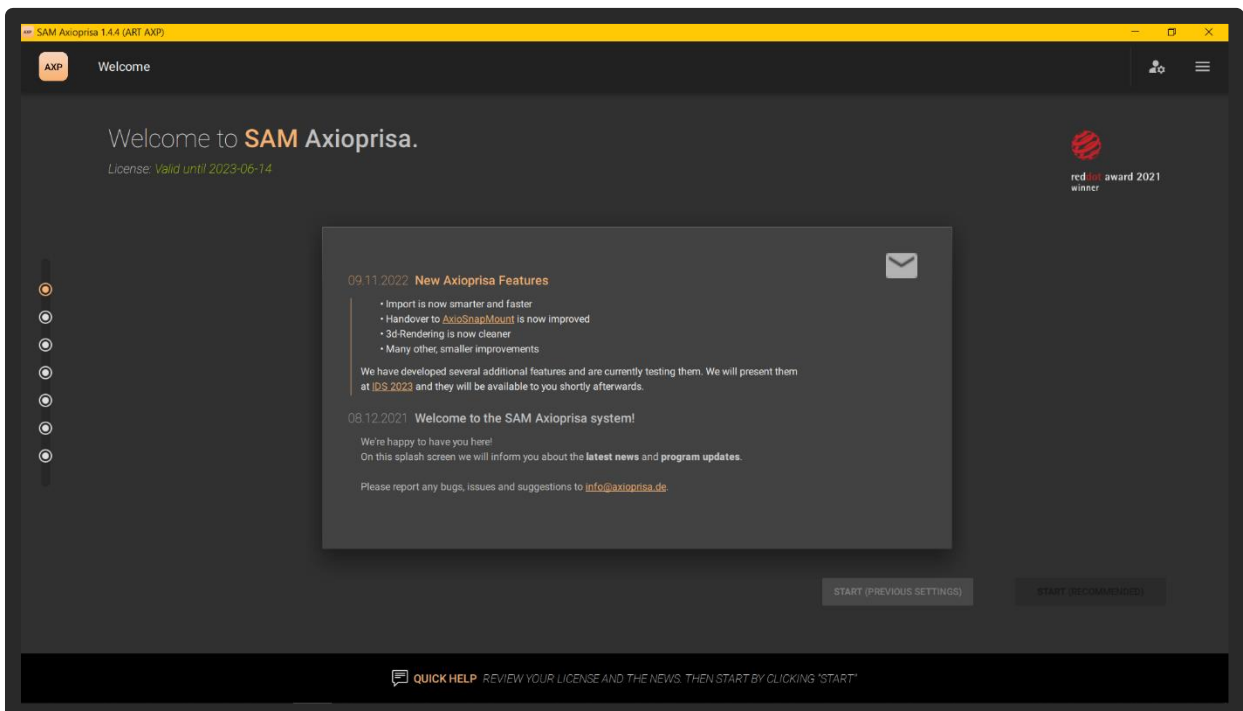 AXP SAM Axioprisa 1.4.4 (ART AXP)
AXP Welcome
Welcome to SAM Axioprisa.
License: Valid until 2023-06-14
reddot award 2021
winner
09.11.2022 New Axioprisa Features
• Import is now smarter and faster
• Handover to AxioSnapMount is now improved
• 3d-Rendering is now cleaner
• Many other, smaller improvements
We have developed several additional features and are currently testing them. We will present them
at IDS 2023 and they will be available to you shortly afterwards.
08.12.2021 Welcome to the SAM Axioprisa system!
We're happy to have you here!
On this splash screen we will inform you about the latest news and program updates.
Please report any bugs, issues and suggestions to info@axioprisa.de.
START (PREVIOUS SETTINGS) START (RECOMMENDED)
QUICK HELP REVIEW YOUR LICENSE AND THE NEWS. THEN START BY CLICKING "START"